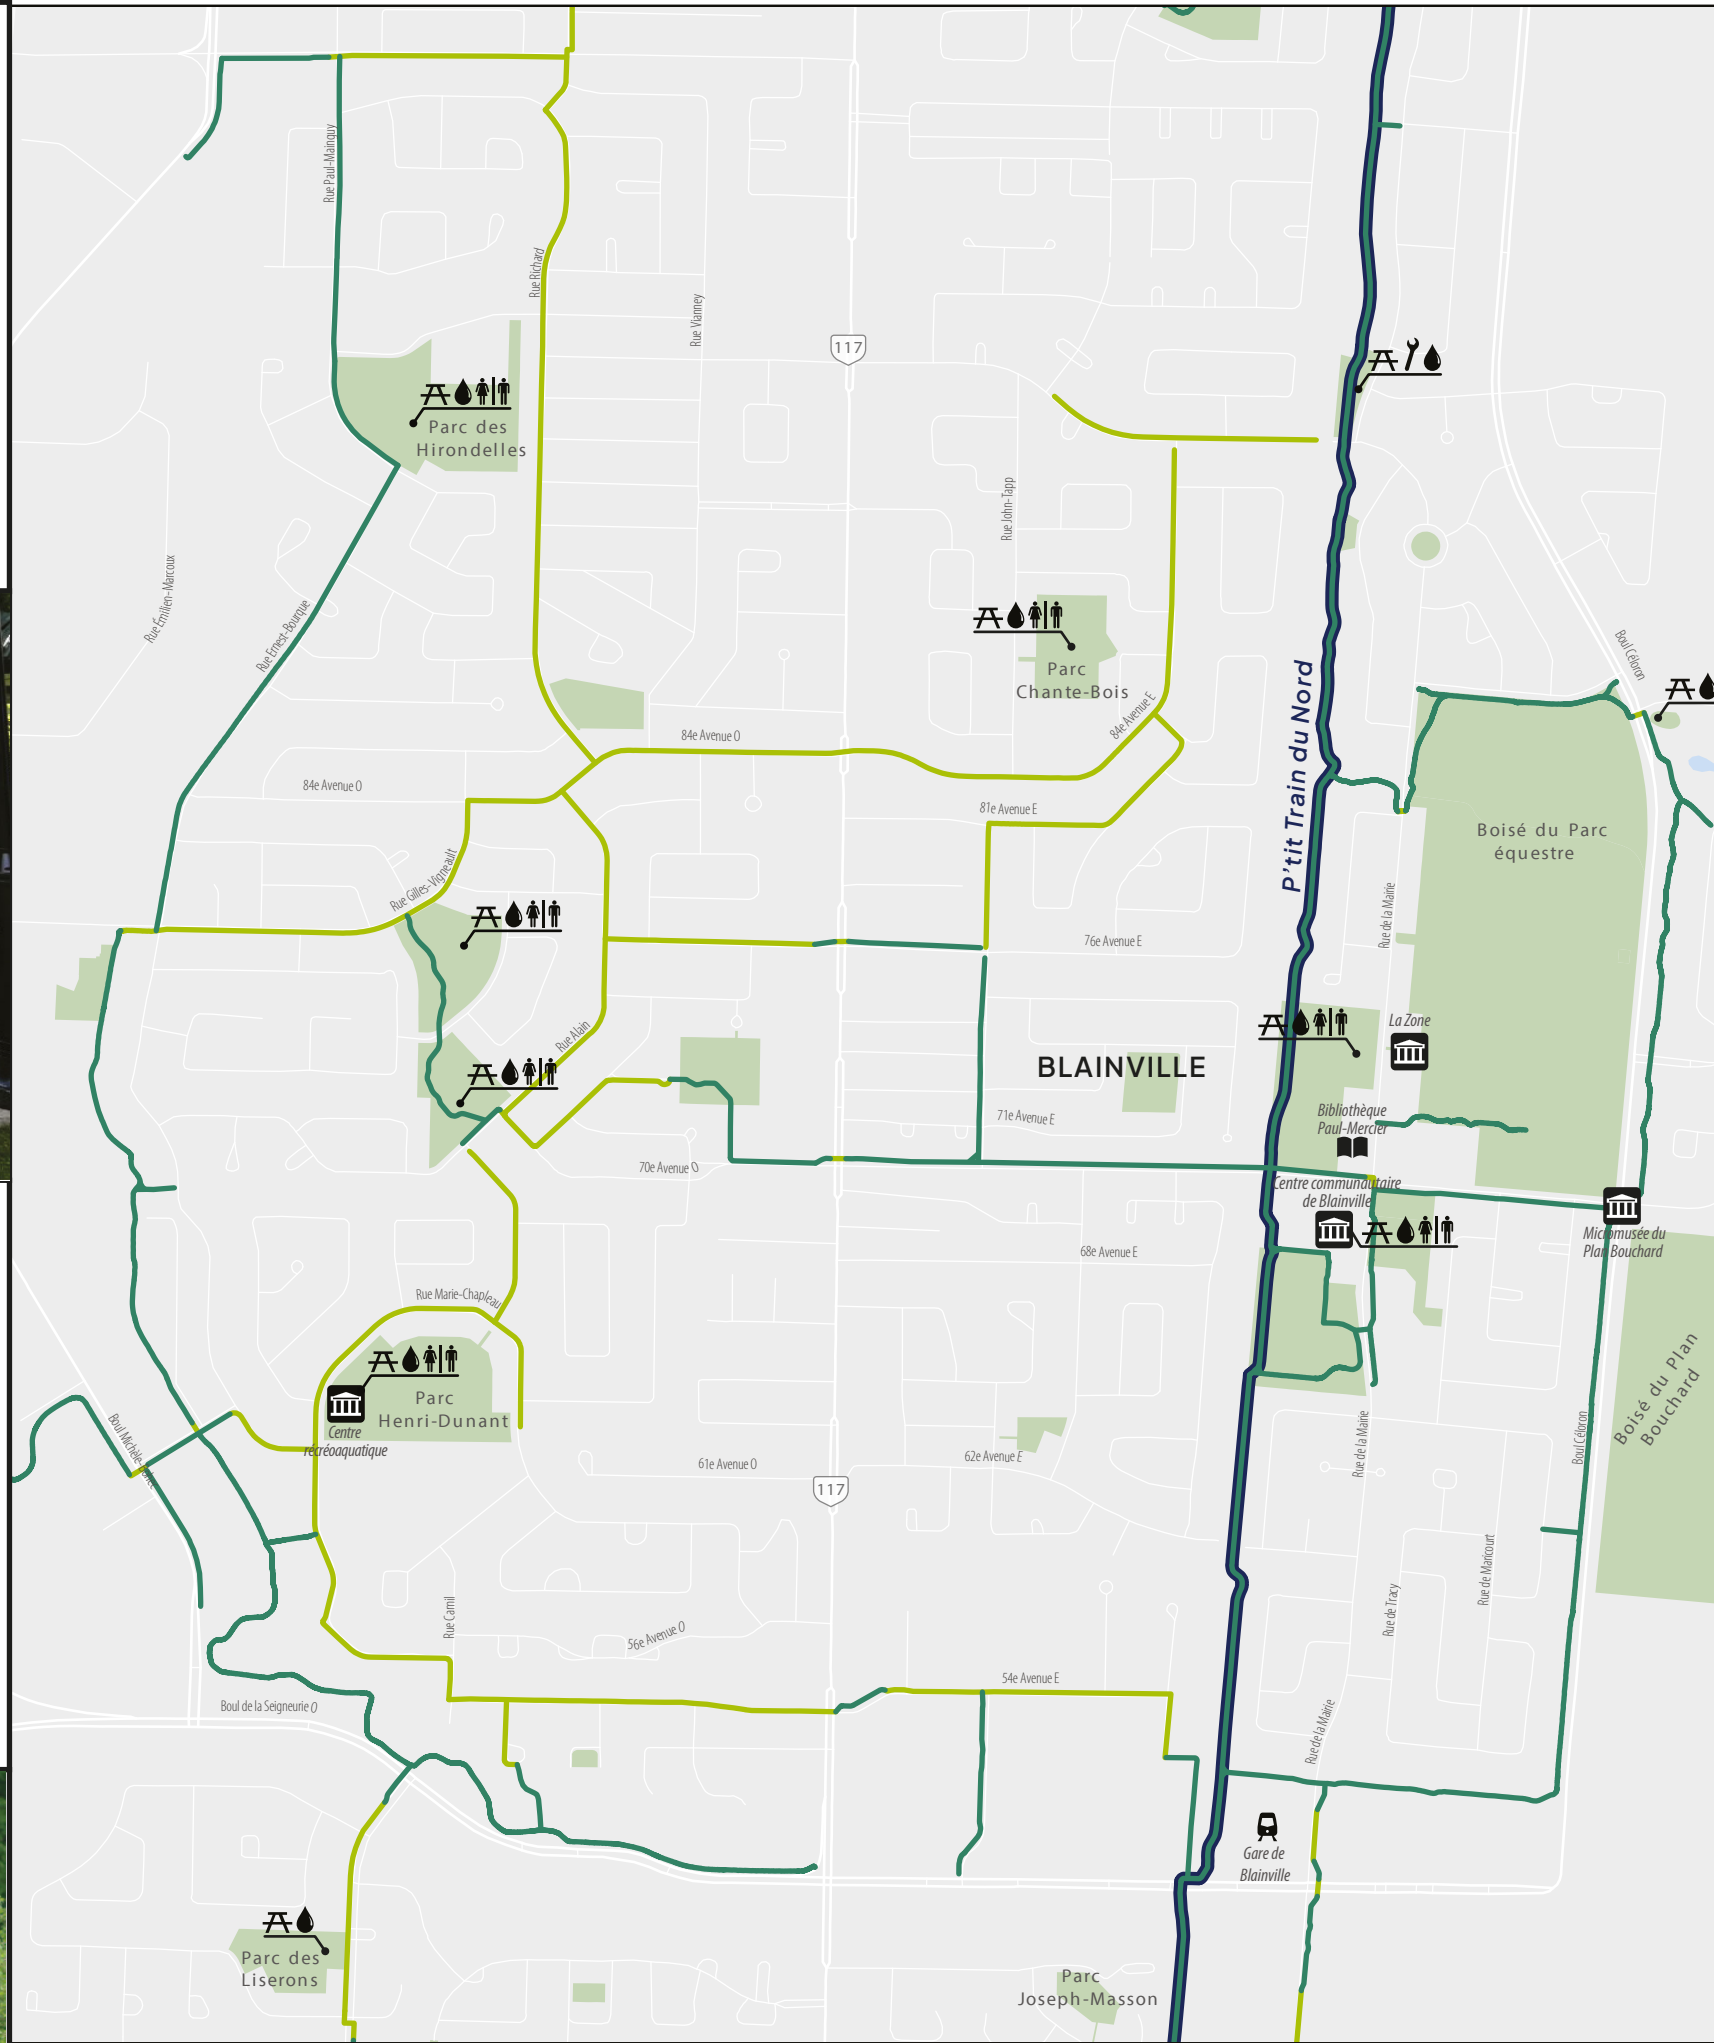 Rue Paul-Mainguy
Rue Richard
Rue Vianney
117
Parc des
Hirondelles
Rue John-Tapp
Rue Émilien-Marcoux
Rue Ernest-Bourque
Boul Céloron
Parc
Chante-Bois
P'tit Train du Nord
84e Avenue E
84e Avenue O
84e Avenue O
81e Avenue E
Boisé du Parc
équestre
Rue Gilles-Vigneault
Rue de la Mairie
76e Avenue E
La Zone
Rue Alain
BLAINVILLE
Bibliothèque
Paul-Mercier
71e Avenue E
70e Avenue O
Centre communautaire
de Blainville
Micromusée du
Plan Bouchard
68e Avenue E
Rue Marie-Chapleau
Boisé du Plan
Bouchard
Parc
Henri-Dunant
Centre
récréoaquatique
Boul Michèle-
Rue de la Mairie
Boul Céloron
61e Avenue O
62e Avenue E
117
Rue de Maricourt
Rue de Tracy
Rue Camil
56e Avenue O
54e Avenue E
Boul de la Seigneurie O
Rue de la Mairie
Gare de
Blainville
Parc des
Liserons
Parc
Joseph-Masson